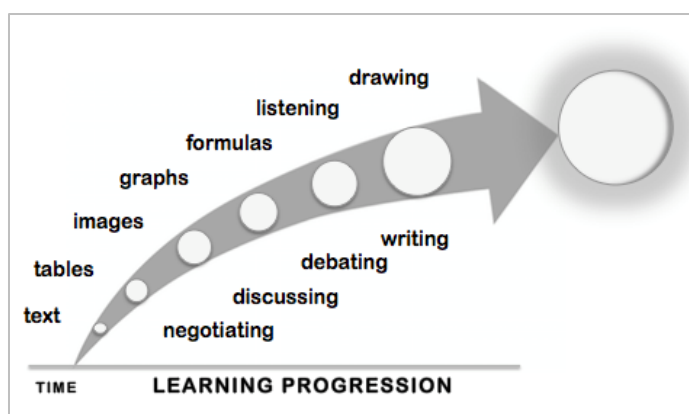 drawing
listening
formulas
graphs
images
tables
text
writing
debating
discussing
negotiating
TIME LEARNING PROGRESSION